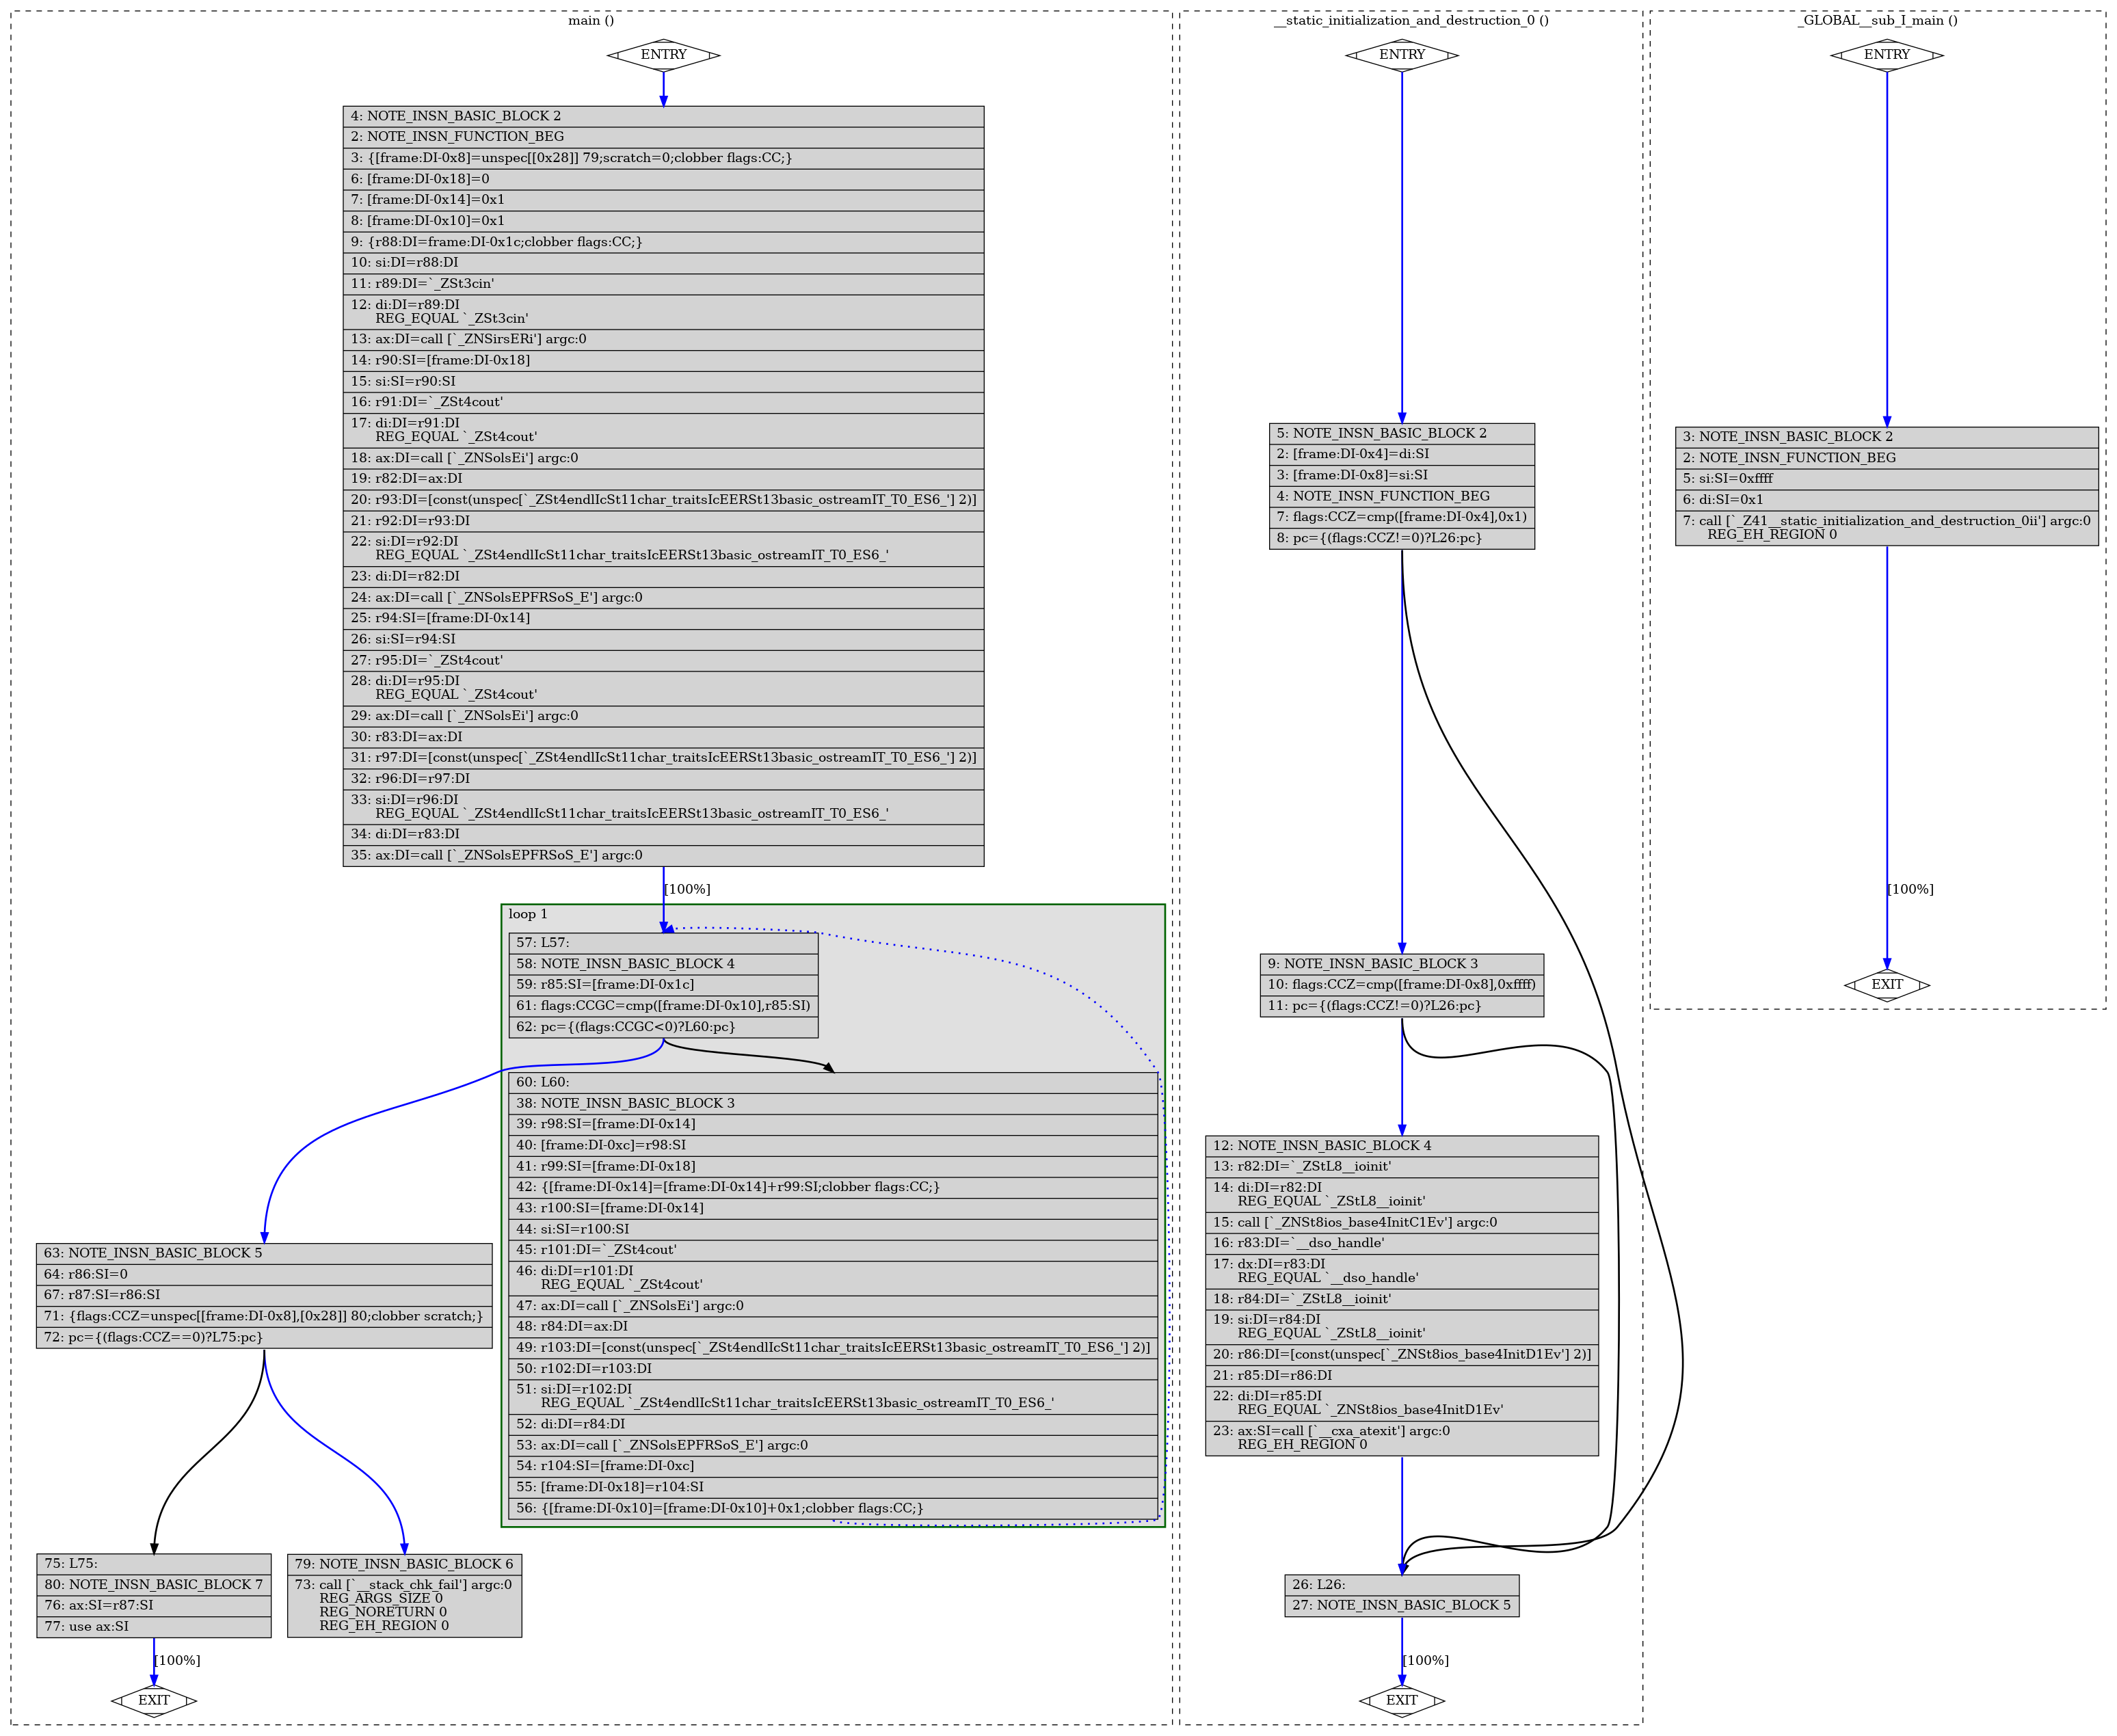 main ()
ENTRY
4: NOTE_INSN_BASIC_BLOCK 2
2: NOTE_INSN_FUNCTION_BEG
3: {[frame:DI-0x8]=unspec[[0x28]] 79;scratch=0;clobber flags:CC;}
6: [frame:DI-0x18]=0
7: [frame:DI-0x14]=0x1
8: [frame:DI-0x10]=0x1
9: {r88:DI=frame:DI-0x1c;clobber flags:CC;}
10: si:DI=r88:DI
11: r89:DI=`_ZSt3cin'
12: di:DI=r89:DI
REG_EQUAL `_ZSt3cin'
13: ax:DI=call [`_ZNSirsERi'] argc:0
14: r90:SI=[frame:DI-0x18]
15: si:SI=r90:SI
16: r91:DI=`_ZSt4cout'
17: di:DI=r91:DI
REG_EQUAL `_ZSt4cout'
18: ax:DI=call [`_ZNSolsEi'] argc:0
19: r82:DI=ax:DI
20: r93:DI=[const(unspec[`_ZSt4endlIcSt11char_traitsIcEERSt13basic_ostreamIT_T0_ES6_'] 2)]
21: r92:DI=r93:DI
22: si:DI=r92:DI
REG_EQUAL `_ZSt4endlIcSt11char_traitsIcEERSt13basic_ostreamIT_T0_ES6_'
23: di:DI=r82:DI
24: ax:DI=call [`_ZNSolsEPFRSoS_E'] argc:0
25: r94:SI=[frame:DI-0x14]
26: si:SI=r94:SI
27: r95:DI=`_ZSt4cout'
28: di:DI=r95:DI
REG_EQUAL `_ZSt4cout'
29: ax:DI=call [`_ZNSolsEi'] argc:0
30: r83:DI=ax:DI
31: r97:DI=[const(unspec[`_ZSt4endlIcSt11char_traitsIcEERSt13basic_ostreamIT_T0_ES6_'] 2)]
32: r96:DI=r97:DI
33: si:DI=r96:DI
REG_EQUAL `_ZSt4endlIcSt11char_traitsIcEERSt13basic_ostreamIT_T0_ES6_'
34: di:DI=r83:DI
35: ax:DI=call [`_ZNSolsEPFRSoS_E'] argc:0
[100%]
loop 1
57: L57:
58: NOTE_INSN_BASIC_BLOCK 4
59: r85:SI=[frame:DI-0x1c]
61: flags:CCGC=cmp([frame:DI-0x10],r85:SI)
62: pc={(flags:CCGC<0)?L60:pc}
60: L60:
38: NOTE_INSN_BASIC_BLOCK 3
39: r98:SI=[frame:DI-0x14]
40: [frame:DI-0xc]=r98:SI
41: r99:SI=[frame:DI-0x18]
42: {[frame:DI-0x14]=[frame:DI-0x14]+r99:SI;clobber flags:CC;}
43: r100:SI=[frame:DI-0x14]
44: si:SI=r100:SI
45: r101:DI=`_ZSt4cout'
46: di:DI=r101:DI
REG_EQUAL `_ZSt4cout'
47: ax:DI=call [`_ZNSolsEi'] argc:0
48: r84:DI=ax:DI
49: r103:DI=[const(unspec[`_ZSt4endlIcSt11char_traitsIcEERSt13basic_ostreamIT_T0_ES6_'] 2)]
50: r102:DI=r103:DI
51: si:DI=r102:DI
REG_EQUAL `_ZSt4endlIcSt11char_traitsIcEERSt13basic_ostreamIT_T0_ES6_'
52: di:DI=r84:DI
53: ax:DI=call [`_ZNSolsEPFRSoS_E'] argc:0
54: r104:SI=[frame:DI-0xc]
55: [frame:DI-0x18]=r104:SI
56: {[frame:DI-0x10]=[frame:DI-0x10]+0x1;clobber flags:CC;}
63: NOTE_INSN_BASIC_BLOCK 5
64: r86:SI=0
67: r87:SI=r86:SI
71: {flags:CCZ=unspec[[frame:DI-0x8],[0x28]] 80;clobber scratch;}
72: pc={(flags:CCZ==0)?L75:pc}
75: L75:
80: NOTE_INSN_BASIC_BLOCK 7
76: ax:SI=r87:SI
77: use ax:SI
79: NOTE_INSN_BASIC_BLOCK 6
73: call [`__stack_chk_fail'] argc:0
REG_ARGS_SIZE 0
REG_NORETURN 0
REG_EH_REGION 0
[100%]
EXIT
__static_initialization_and_destruction_0 ()
ENTRY
5: NOTE_INSN_BASIC_BLOCK 2
2: [frame:DI-0x4]=di:SI
3: [frame:DI-0x8]=si:SI
4: NOTE_INSN_FUNCTION_BEG
7: flags:CCZ=cmp([frame:DI-0x4],0x1)
8: pc={(flags:CCZ!=0)?L26:pc}
9: NOTE_INSN_BASIC_BLOCK 3
10: flags:CCZ=cmp([frame:DI-0x8],0xffff)
11: pc={(flags:CCZ!=0)?L26:pc}
12: NOTE_INSN_BASIC_BLOCK 4
13: r82:DI=`_ZStL8__ioinit'
14: di:DI=r82:DI
REG_EQUAL `_ZStL8__ioinit'
15: call [`_ZNSt8ios_base4InitC1Ev'] argc:0
16: r83:DI=`__dso_handle'
17: dx:DI=r83:DI
REG_EQUAL `__dso_handle'
18: r84:DI=`_ZStL8__ioinit'
19: si:DI=r84:DI
REG_EQUAL `_ZStL8__ioinit'
20: r86:DI=[const(unspec[`_ZNSt8ios_base4InitD1Ev'] 2)]
21: r85:DI=r86:DI
22: di:DI=r85:DI
REG_EQUAL `_ZNSt8ios_base4InitD1Ev'
23: ax:SI=call [`__cxa_atexit'] argc:0
REG_EH_REGION 0
26: L26:
27: NOTE_INSN_BASIC_BLOCK 5
[100%]
EXIT
_GLOBAL__sub_I_main ()
ENTRY
3: NOTE_INSN_BASIC_BLOCK 2
2: NOTE_INSN_FUNCTION_BEG
5: si:SI=0xffff
6: di:SI=0x1
7: call [`_Z41__static_initialization_and_destruction_0ii'] argc:0
REG_EH_REGION 0
[100%]
EXIT